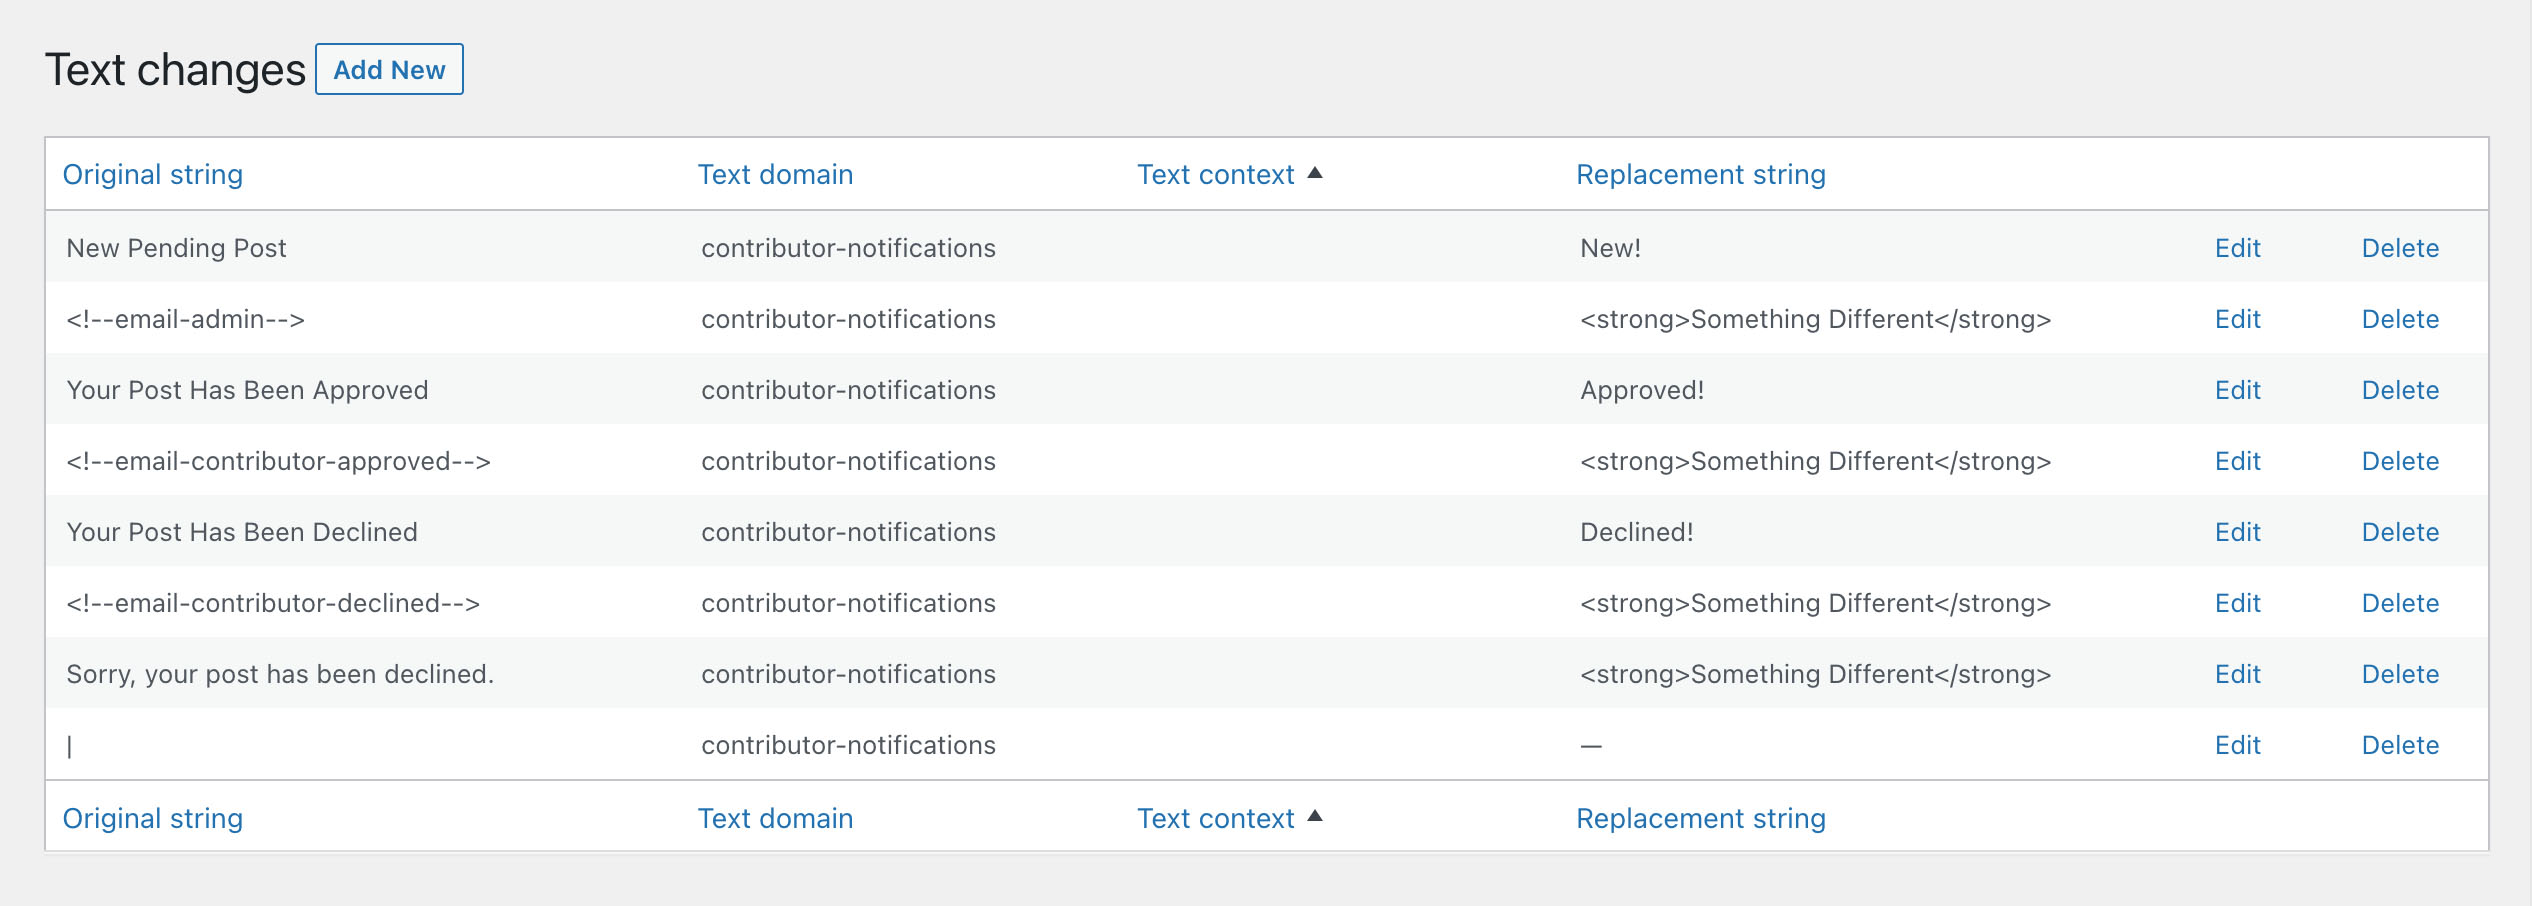 Text changes Add New
Original string Text domain Text context ▲ Replacement string
New Pending Post contributor-notifications New! Edit Delete
<!--email-admin--> contributor-notifications <strong>Something Different</strong> Edit Delete
Your Post Has Been Approved contributor-notifications Approved! Edit Delete
<!--email-contributor-approved--> contributor-notifications <strong>Something Different</strong> Edit Delete
Your Post Has Been Declined contributor-notifications Declined! Edit Delete
<!--email-contributor-declined--> contributor-notifications <strong>Something Different</strong> Edit Delete
Sorry, your post has been declined. contributor-notifications <strong>Something Different</strong> Edit Delete
| contributor-notifications — Edit Delete
Original string Text domain Text context ▲ Replacement string